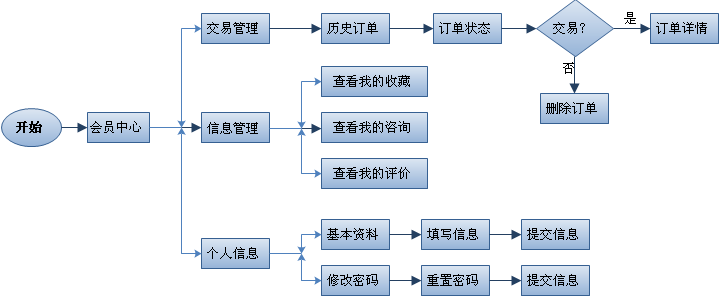 交易管理
历史订单
订单状态
交易？
是
订单详情
否
删除订单
查看我的收藏
开始
会员中心
信息管理
查看我的咨询
查看我的评价
个人信息
基本资料
填写信息
提交信息
修改密码
重置密码
提交信息